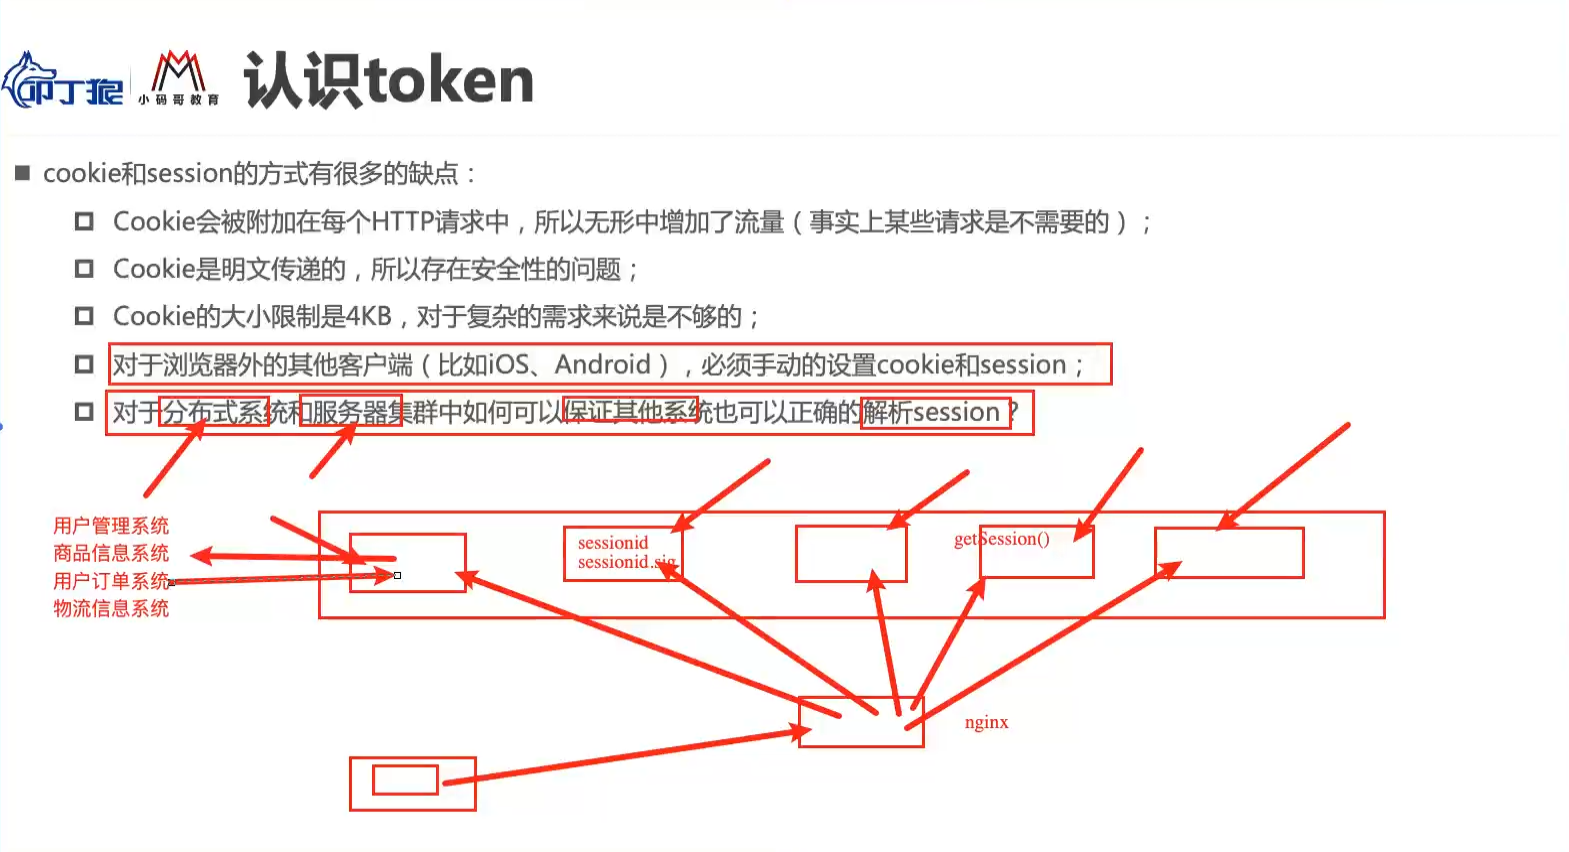 叩丁狼
小码哥教育
认识token
cookie和session的方式有很多的缺点：
Cookie会被附加在每个HTTP请求中，所以无形中增加了流量（事实上某些请求是不需要的）；
Cookie是明文传递的，所以存在安全性的问题；
Cookie的大小限制是4KB，对于复杂的需求来说是不够的；
对于浏览器外的其他客户端（比如iOS、Android），必须手动的设置cookie和session；
对于分布式系统和服务器集群中如何可以保证其他系统也可以正确的解析session？
用户管理系统
商品信息系统
用户订单系统
物流信息系统
sessionid
sessionid.sig
getSession()
nginx